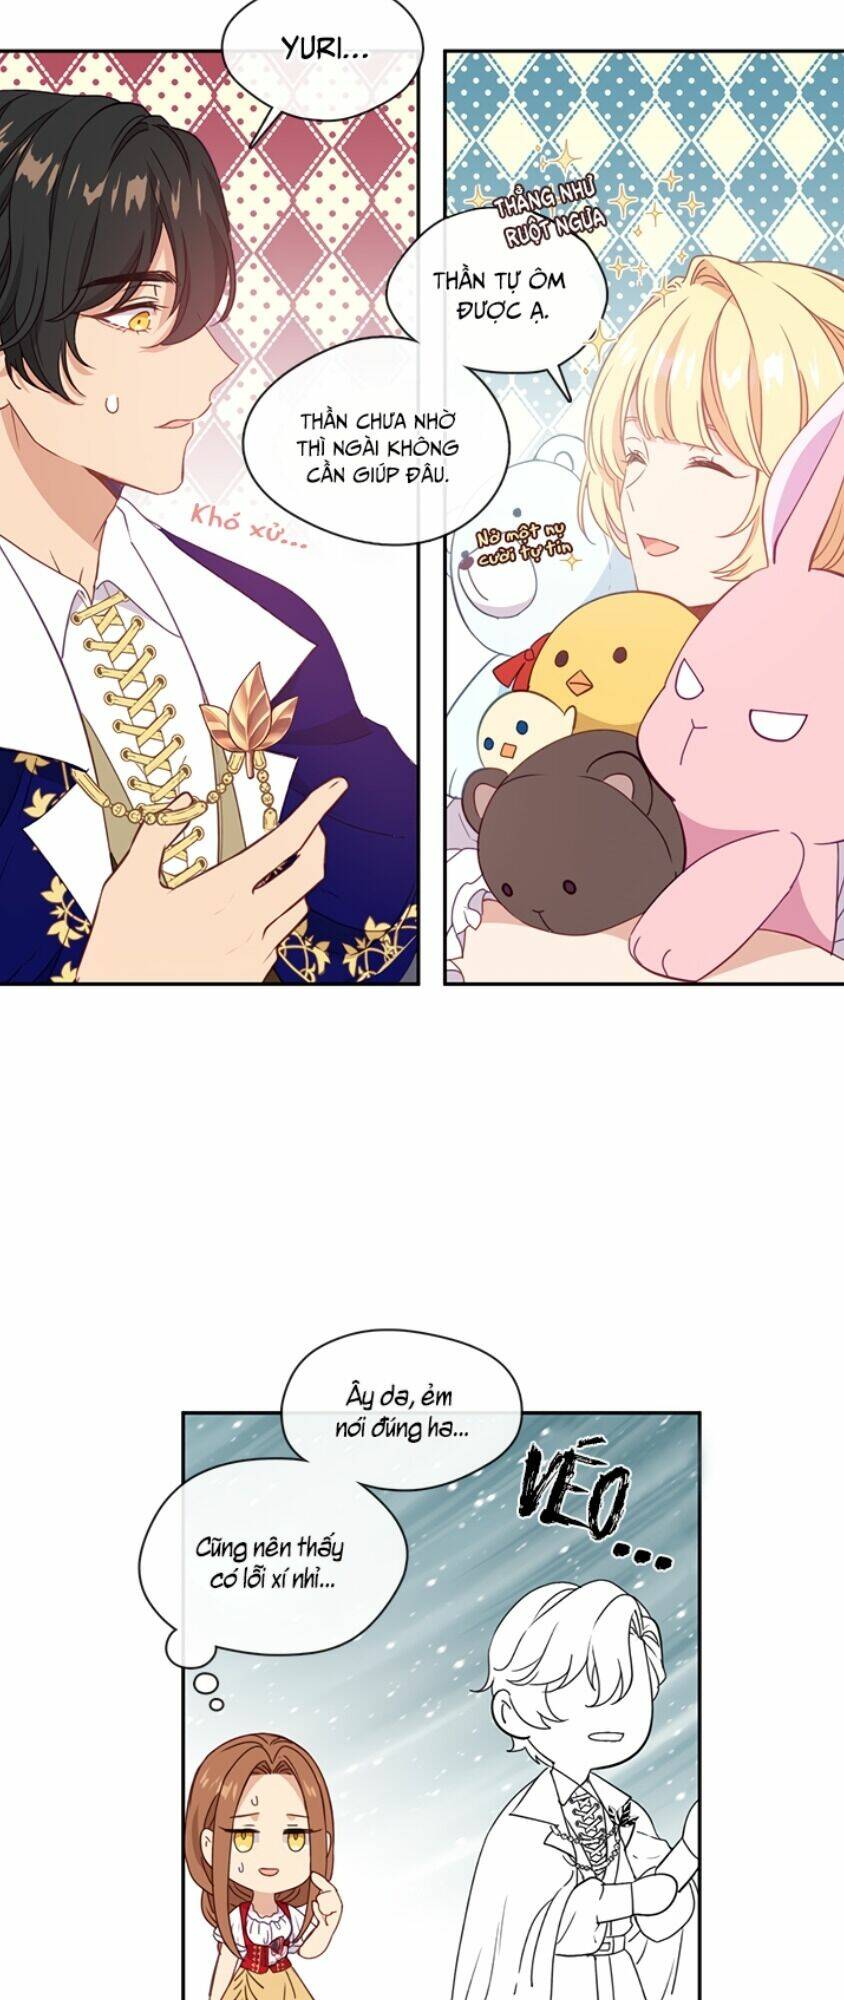 YURI...
THẲNG NHƯ
RUỘT NGỰA
THẦN TỰ ÔM
ĐƯỢC Ạ.
THẦN CHƯA NHỜ
THÌ NGÀI KHÔNG
CẦN GIÚP ĐÂU.
Khó xử...
Nở một nụ
cười tự tin
Ây da, ẻm
nói đúng ha...
VÉO...
Cũng nên thấy
có lỗi xí nhỉ...